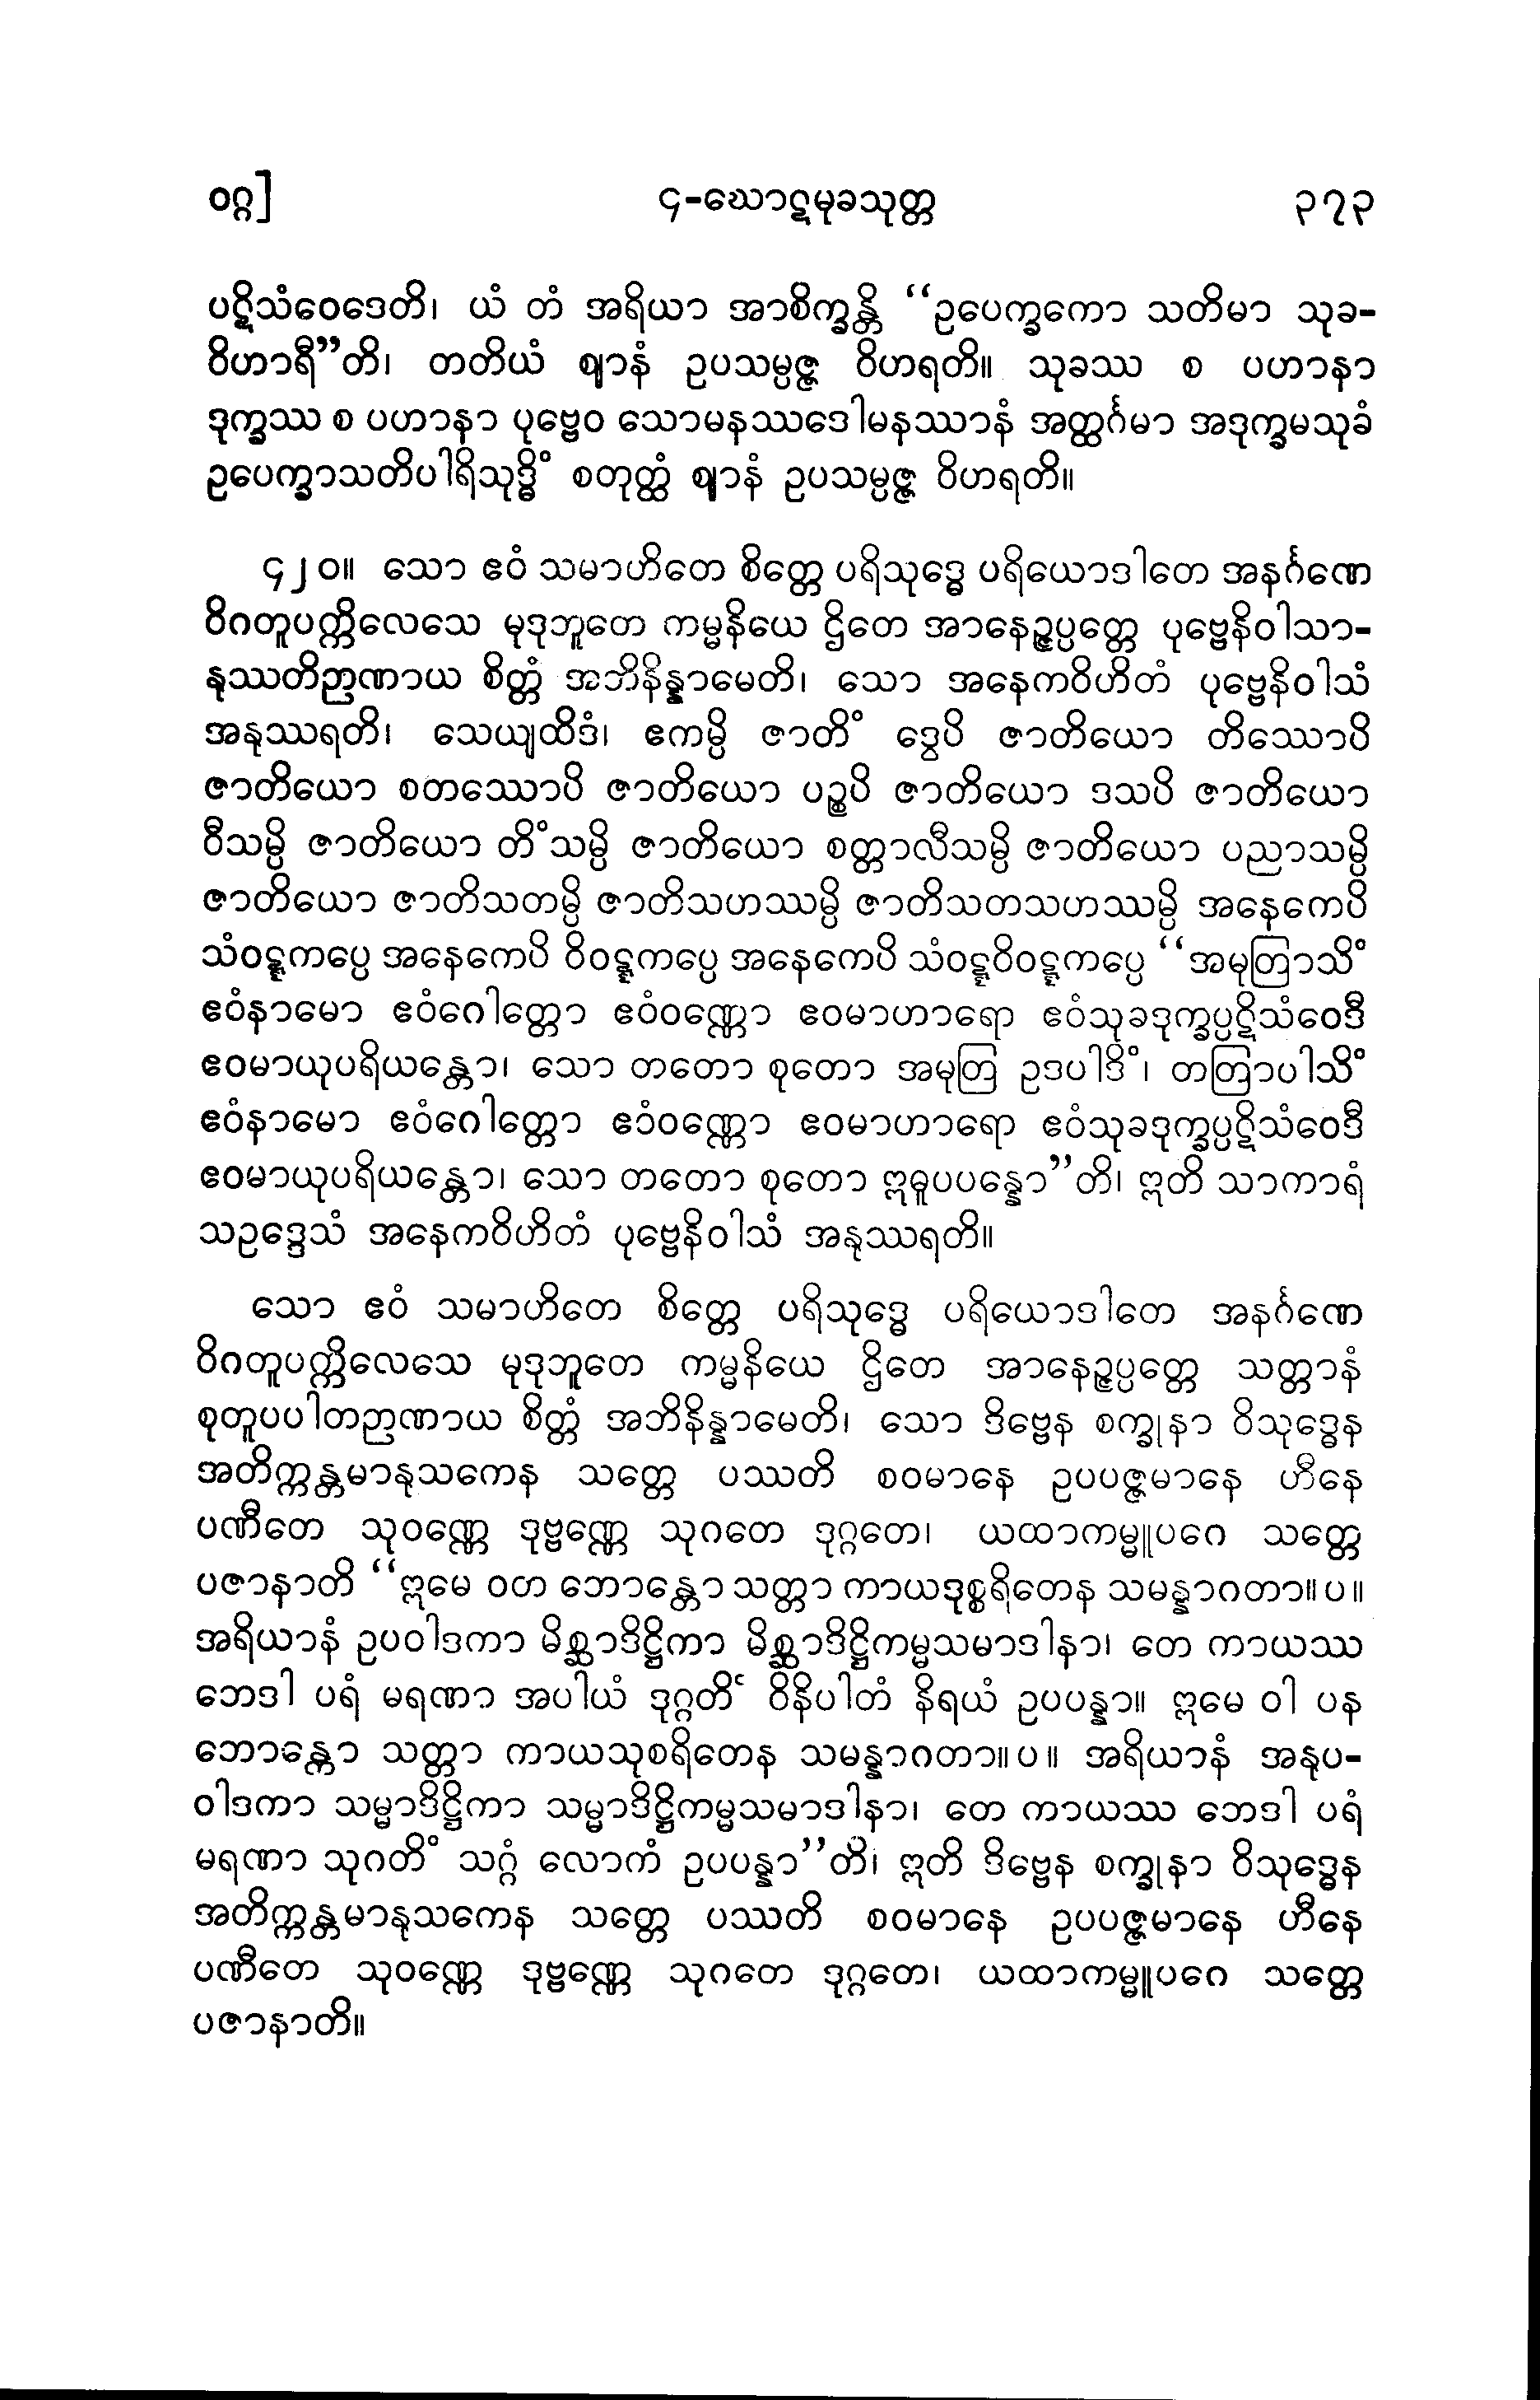 ဝဂ္ဂ]
၄-ဃောဋမုခသုတ္တ
၃၇၃
ပဋိသံဝေဒေတိ၊ ယံ တံ အရိယာ အာစိက္ခန္တိ “ဥပေက္ခကော သတိမာ သုခ-
ဝိဟာရီ”တိ၊ တတိယံ ဈာနံ ဥပသမ္ပဇ္ဇ ဝိဟရတိ။ သုခဿ စ ပဟာနာ
ဒုက္ခဿ စ ပဟာနာ ပုဗ္ဗေဝ သောမနဿဒေါမနဿာနံ အတ္ထင်္ဂမာ အဒုက္ခမသုခံ
ဥပေက္ခာသတိပါရိသုဒ္ဓိံ စတုတ္ထံ ဈာနံ ဥပသမ္ပဇ္ဇ ဝိဟရတိ။
၄၂၀။ သော ဧဝံ သမာဟိတေ စိတ္တေ ပရိသုဒ္ဓေ ပရိယောဒါတေ အနင်္ဂဏေ
ဝိဂတူပက္ကိလေသေ မုဒုဘူတေ ကမ္မနိယေ ဌိတေ အာနေဉ္ဇပ္ပတ္တေ ပုဗ္ဗေနိဝါသာ-
နုဿတိဉာဏာယ စိတ္တံ အဘိနိန္နာမေတိ၊ သော အနေကဝိဟိတံ ပုဗ္ဗေနိဝါသံ
အနုဿရတိ၊ သေယျထိဒံ၊ ဧကမ္ပိ ဇာတိံ ဒွေပိ ဇာတိယော တိဿောပိ
ဇာတိယော စတဿောပိ ဇာတိယော ပဉ္စပိ ဇာတိယော ဒသပိ ဇာတိယော
ဝီသမ္ပိ ဇာတိယော တိံသမ္ပိ ဇာတိယော စတ္တာလီသမ္ပိ ဇာတိယော ပညာသမ္ပိ
ဇာတိယော ဇာတိသတမ္ပိ ဇာတိသဟဿမ္ပိ ဇာတိသတသဟဿမ္ပိ အနေကေပိ
သံဝဋ္ဋကပ္ပေ အနေကေပိ ဝိဝဋ္ဋကပ္ပေ အနေကေပိ သံဝဋ္ဋဝိဝဋ္ဋကပ္ပေ “အမုတြာသိံ
ဧဝံနာမော ဧဝံဂေါတ္တော ဧဝံဝဏ္ဏော ဧဝမာဟာရော ဧဝံသုခဒုက္ခပ္ပဋိသံဝေဒီ
ဧဝမာယုပရိယန္တော၊ သော တတော စုတော အမုတြ ဥဒပါဒိံ၊ တတြာပါသိံ
ဧဝံနာမော ဧဝံဂေါတ္တော ဧဝံဝဏ္ဏော ဧဝမာဟာရော ဧဝံသုခဒုက္ခပ္ပဋိသံဝေဒီ
ဧဝမာယုပရိယန္တော၊ သော တတော စုတော ဣဓူပပန္နော”တိ၊ ဣတိ သာကာရံ
သဥဒ္ဒေသံ အနေကဝိဟိတံ ပုဗ္ဗေနိဝါသံ အနုဿရတိ။
သော ဧဝံ သမာဟိတေ စိတ္တေ ပရိသုဒ္ဓေ ပရိယောဒါတေ အနင်္ဂဏေ
ဝိဂတူပက္ကိလေသေ မုဒုဘူတေ ကမ္မနိယေ ဌိတေ အာနေဉ္ဇပ္ပတ္တေ သတ္တာနံ
စုတူပပါတဉာဏာယ စိတ္တံ အဘိနိန္နာမေတိ၊ သော ဒိဗ္ဗေန စက္ခုနာ ဝိသုဒ္ဓေန
အတိက္ကန္တမာနုသကေန သတ္တေ ပဿတိ စဝမာနေ ဥပပဇ္ဇမာနေ ဟီနေ
ပဏီတေ သုဝဏ္ဏေ ဒုဗ္ဗဏ္ဏေ သုဂတေ ဒုဂ္ဂတေ၊ ယထာကမ္မူပဂေ သတ္တေ
ပဇာနာတိ “ဣမေ ဝတ ဘောန္တော သတ္တာ ကာယဒုစ္စရိတေန သမန္နာဂတာ။ပ။
အရိယာနံ ဥပဝါဒကာ မိစ္ဆာဒိဋ္ဌိကာ မိစ္ဆာဒိဋ္ဌိကမ္မသမာဒါနာ၊ တေ ကာယဿ
ဘေဒါ ပရံ မရဏာ အပါယံ ဒုဂ္ဂတိံ ဝိနိပါတံ နိရယံ ဥပပန္နာ။ ဣမေ ဝါ ပန
ဘောန္တော သတ္တာ ကာယသုစရိတေန သမန္နာဂတာ။ပ။ အရိယာနံ အနုပ-
ဝါဒကာ သမ္မာဒိဋ္ဌိကာ သမ္မာဒိဋ္ဌိကမ္မသမာဒါနာ၊ တေ ကာယဿ ဘေဒါ ပရံ
မရဏာ သုဂတိံ သဂ္ဂံ လောကံ ဥပပန္နာ”တိ၊ ဣတိ ဒိဗ္ဗေန စက္ခုနာ ဝိသုဒ္ဓေန
အတိက္ကန္တမာနုသကေန သတ္တေ ပဿတိ စဝမာနေ ဥပပဇ္ဇမာနေ ဟီနေ
ပဏီတေ သုဝဏ္ဏေ ဒုဗ္ဗဏ္ဏေ သုဂတေ ဒုဂ္ဂတေ၊ ယထာကမ္မူပဂေ သတ္တေ
ပဇာနာတိ။